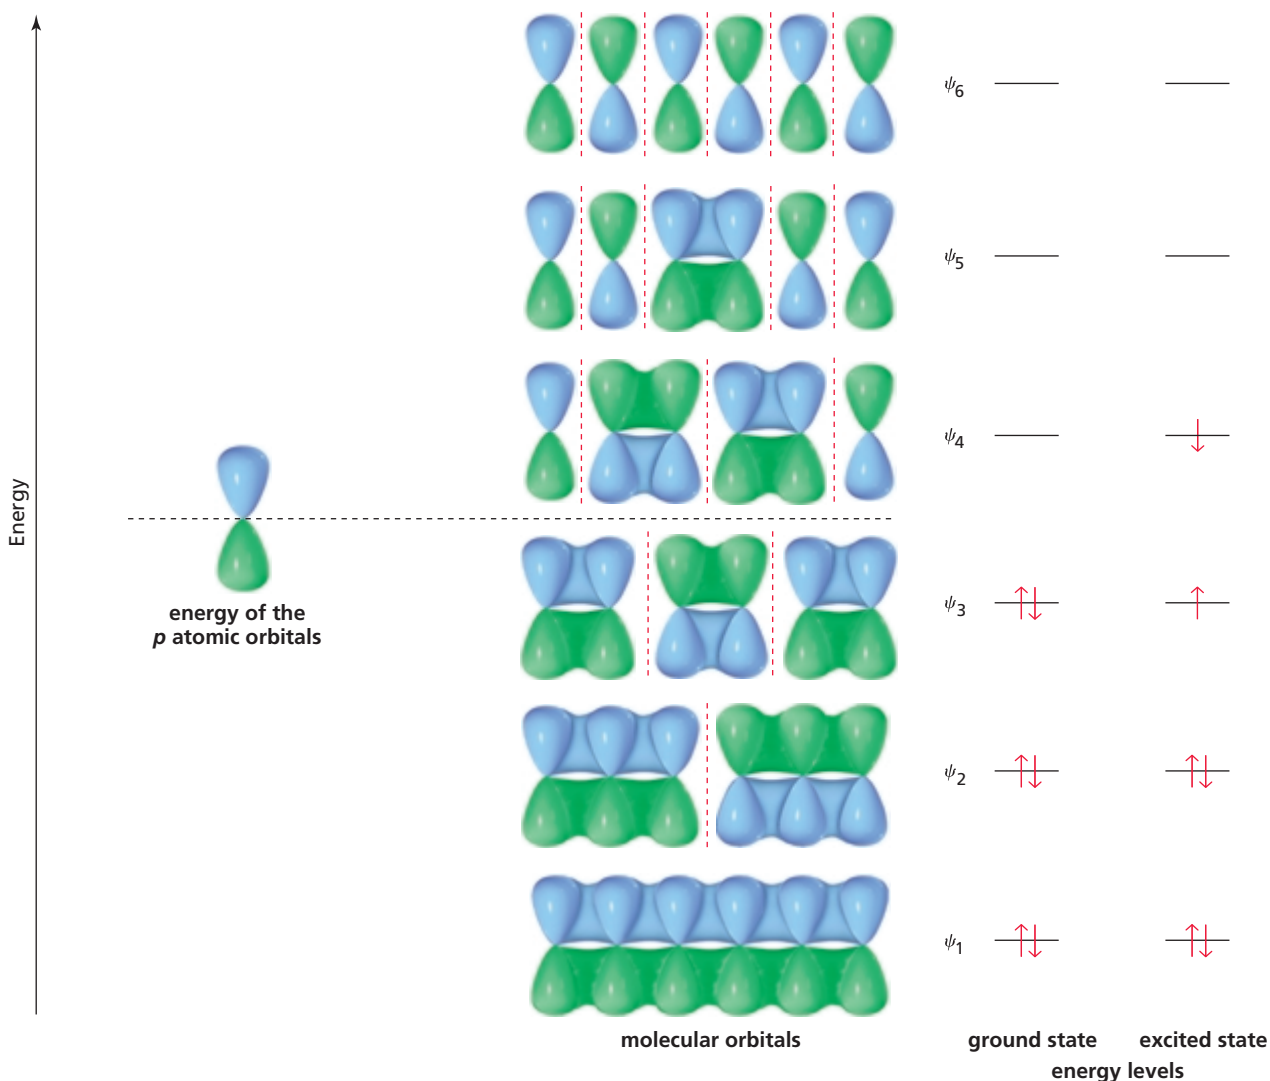 Energy
ψ6
ψ5
ψ4
energy of the
p atomic orbitals
ψ3
ψ2
ψ1
molecular orbitals
ground state
excited state
energy levels